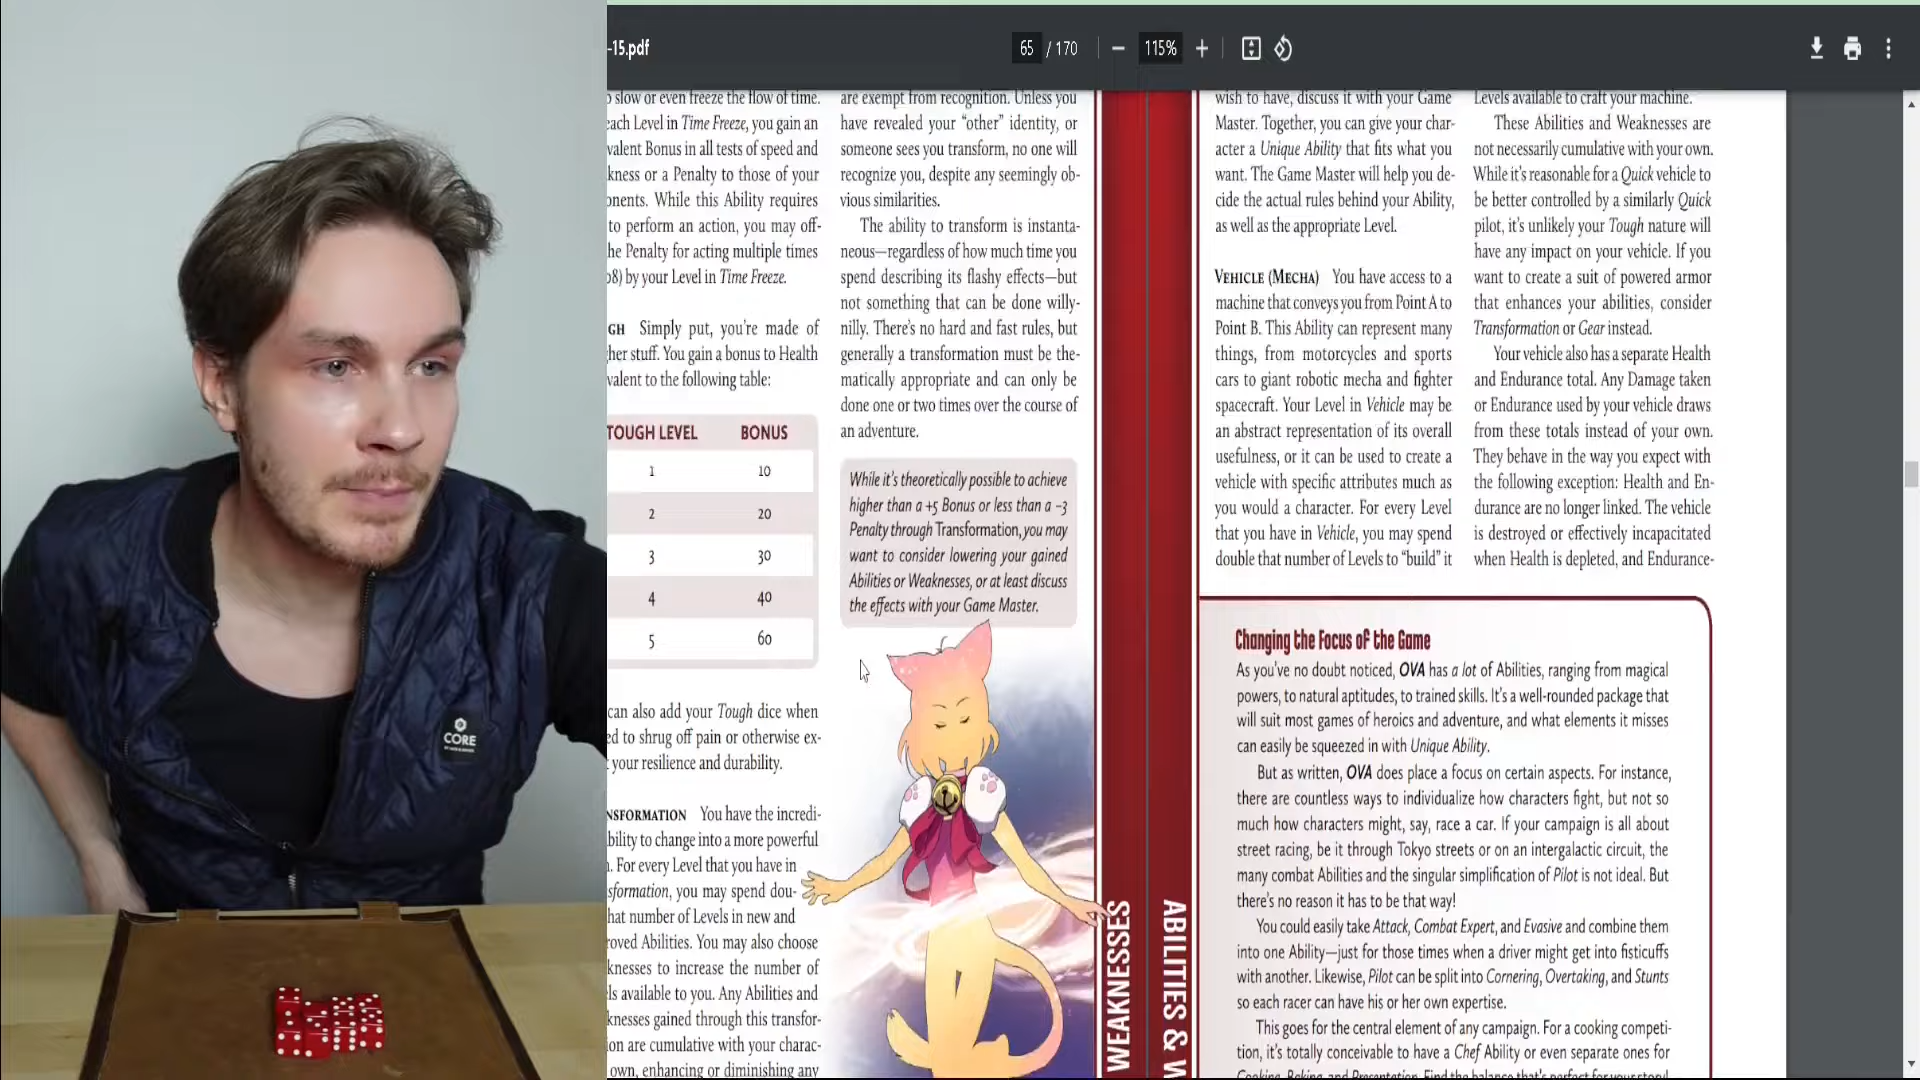 -15.pdf
65 / 170
115%
o slow or even freeze the flow of time.
each Level in Time Freeze, you gain an
valent Bonus in all tests of speed and
kness or a Penalty to those of your
onents. While this Ability requires
to perform an action, you may off-
he Penalty for acting multiple times
08) by your Level in Time Freeze.
GH Simply put, you're made of
her stuff. You gain a bonus to Health
valent to the following table:
TOUGH LEVEL BONUS
1 10
2 20
3 30
4 40
5 60
can also add your Tough dice when
ed to shrug off pain or otherwise ex-
your resilience and durability.
NSFORMATION You have the incredi-
bility to change into a more powerful
. For every Level that you have in
sformation, you may spend dou-
hat number of Levels in new and
roved Abilities. You may also choose
knesses to increase the number of
ls available to you. Any Abilities and
knesses gained through this transfor-
on are cumulative with your charac-
own, enhancing or diminishing any
are exempt from recognition. Unless you
have revealed your "other" identity, or
someone sees you transform, no one will
recognize you, despite any seemingly ob-
vious similarities.
The ability to transform is instanta-
neous—regardless of how much time you
spend describing its flashy effects—but
not something that can be done willy-
nilly. There's no hard and fast rules, but
generally a transformation must be the-
matically appropriate and can only be
done one or two times over the course of
an adventure.
While it's theoretically possible to achieve
higher than a +5 Bonus or less than a −3
Penalty through Transformation, you may
want to consider lowering your gained
Abilities or Weaknesses, or at least discuss
the effects with your Game Master.
WEAKNESSES
ABILITIES & W
wish to have, discuss it with your Game
Master. Together, you can give your char-
acter a Unique Ability that fits what you
want. The Game Master will help you de-
cide the actual rules behind your Ability,
as well as the appropriate Level.
VEHICLE (MECHA) You have access to a
machine that conveys you from Point A to
Point B. This Ability can represent many
things, from motorcycles and sports
cars to giant robotic mecha and fighter
spacecraft. Your Level in Vehicle may be
an abstract representation of its overall
usefulness, or it can be used to create a
vehicle with specific attributes much as
you would a character. For every Level
that you have in Vehicle, you may spend
double that number of Levels to "build" it
Levels available to craft your machine.
These Abilities and Weaknesses are
not necessarily cumulative with your own.
While it's reasonable for a Quick vehicle to
be better controlled by a similarly Quick
pilot, it's unlikely your Tough nature will
have any impact on your vehicle. If you
want to create a suit of powered armor
that enhances your abilities, consider
Transformation or Gear instead.
Your vehicle also has a separate Health
and Endurance total. Any Damage taken
or Endurance used by your vehicle draws
from these totals instead of your own.
They behave in the way you expect with
the following exception: Health and En-
durance are no longer linked. The vehicle
is destroyed or effectively incapacitated
when Health is depleted, and Endurance-
Changing the Focus of the Game
As you've no doubt noticed, OVA has a lot of Abilities, ranging from magical
powers, to natural aptitudes, to trained skills. It's a well-rounded package that
will suit most games of heroics and adventure, and what elements it misses
can easily be squeezed in with Unique Ability.
But as written, OVA does place a focus on certain aspects. For instance,
there are countless ways to individualize how characters fight, but not so
much how characters might, say, race a car. If your campaign is all about
street racing, be it through Tokyo streets or on an intergalactic circuit, the
many combat Abilities and the singular simplification of Pilot is not ideal. But
there's no reason it has to be that way!
You could easily take Attack, Combat Expert, and Evasive and combine them
into one Ability—just for those times when a driver might get into fisticuffs
with another. Likewise, Pilot can be split into Cornering, Overtaking, and Stunts
so each racer can have his or her own expertise.
This goes for the central element of any campaign. For a cooking competi-
tion, it's totally conceivable to have a Chef Ability or even separate ones for
Cooking, Baking, and Presentation. Find the balance that's perfect for your story!
CORE